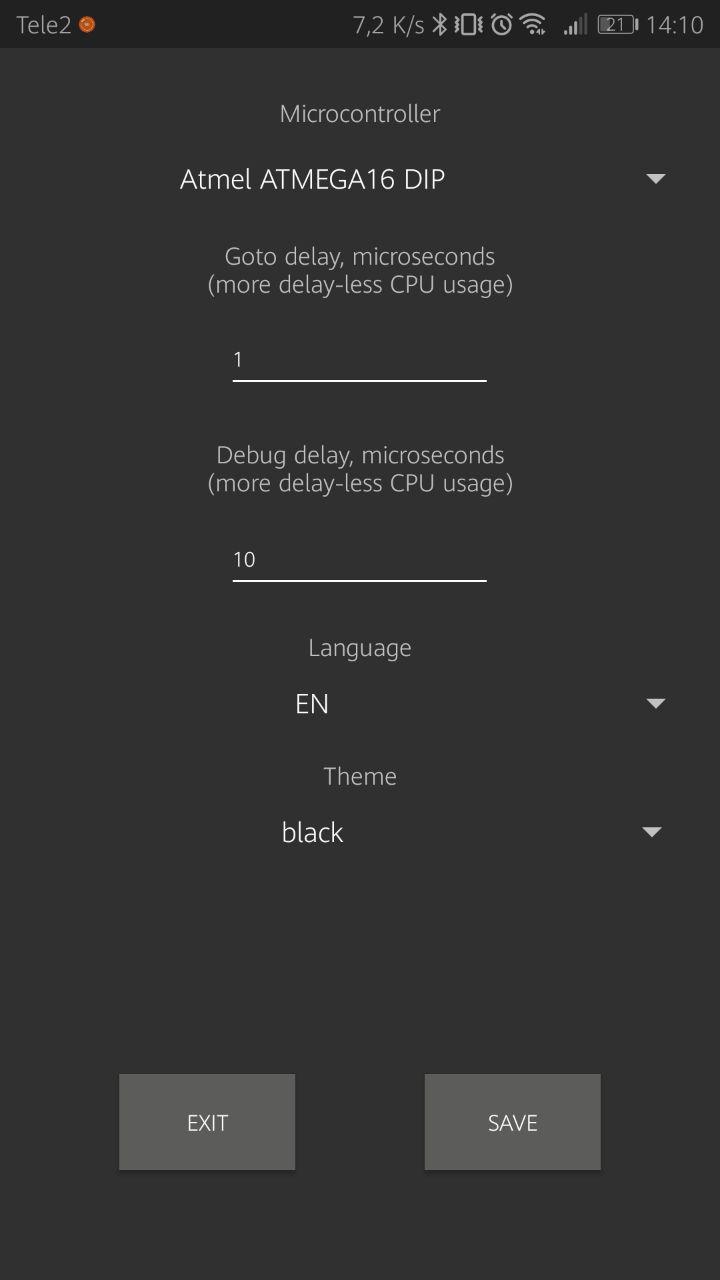 Tele2 7,2 K/s 21 14:10
Microcontroller
Atmel ATMEGA16 DIP
Goto delay, microseconds
(more delay-less CPU usage)
1
Debug delay, microseconds
(more delay-less CPU usage)
10
Language
EN
Theme
black
EXIT SAVE